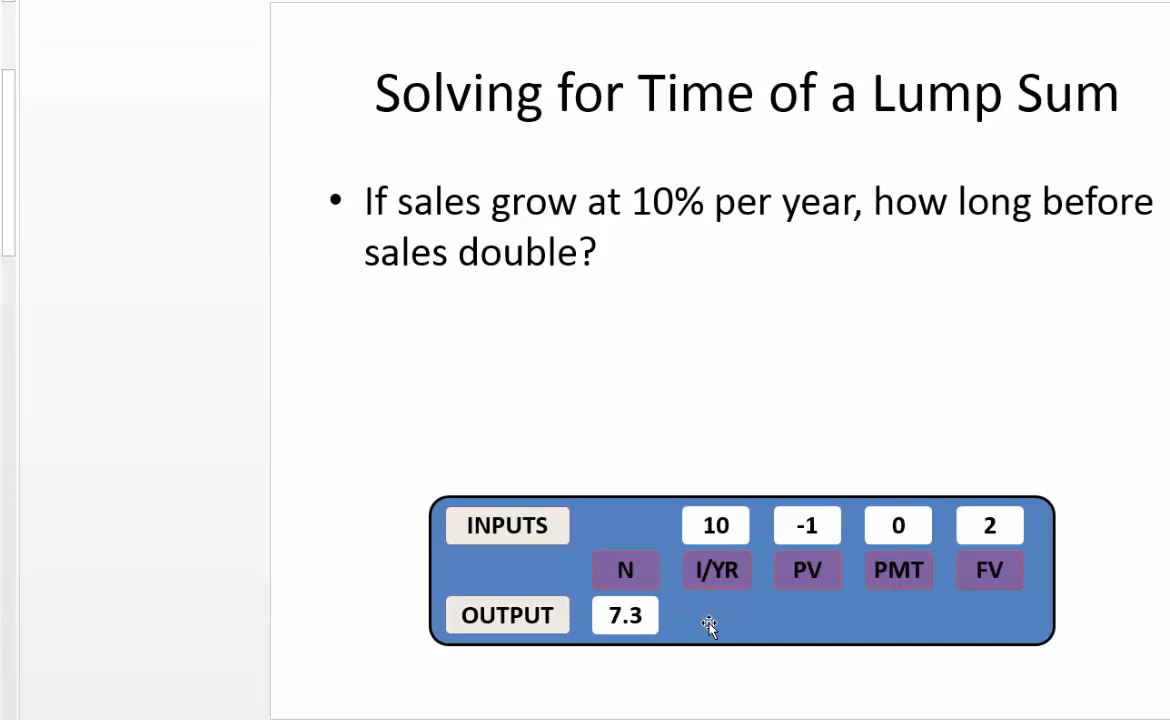 Solving for Time of a Lump Sum
• If sales grow at 10% per year, how long before
sales double?
INPUTS 10 -1 0 2
N I/YR PV PMT FV
OUTPUT 7.3